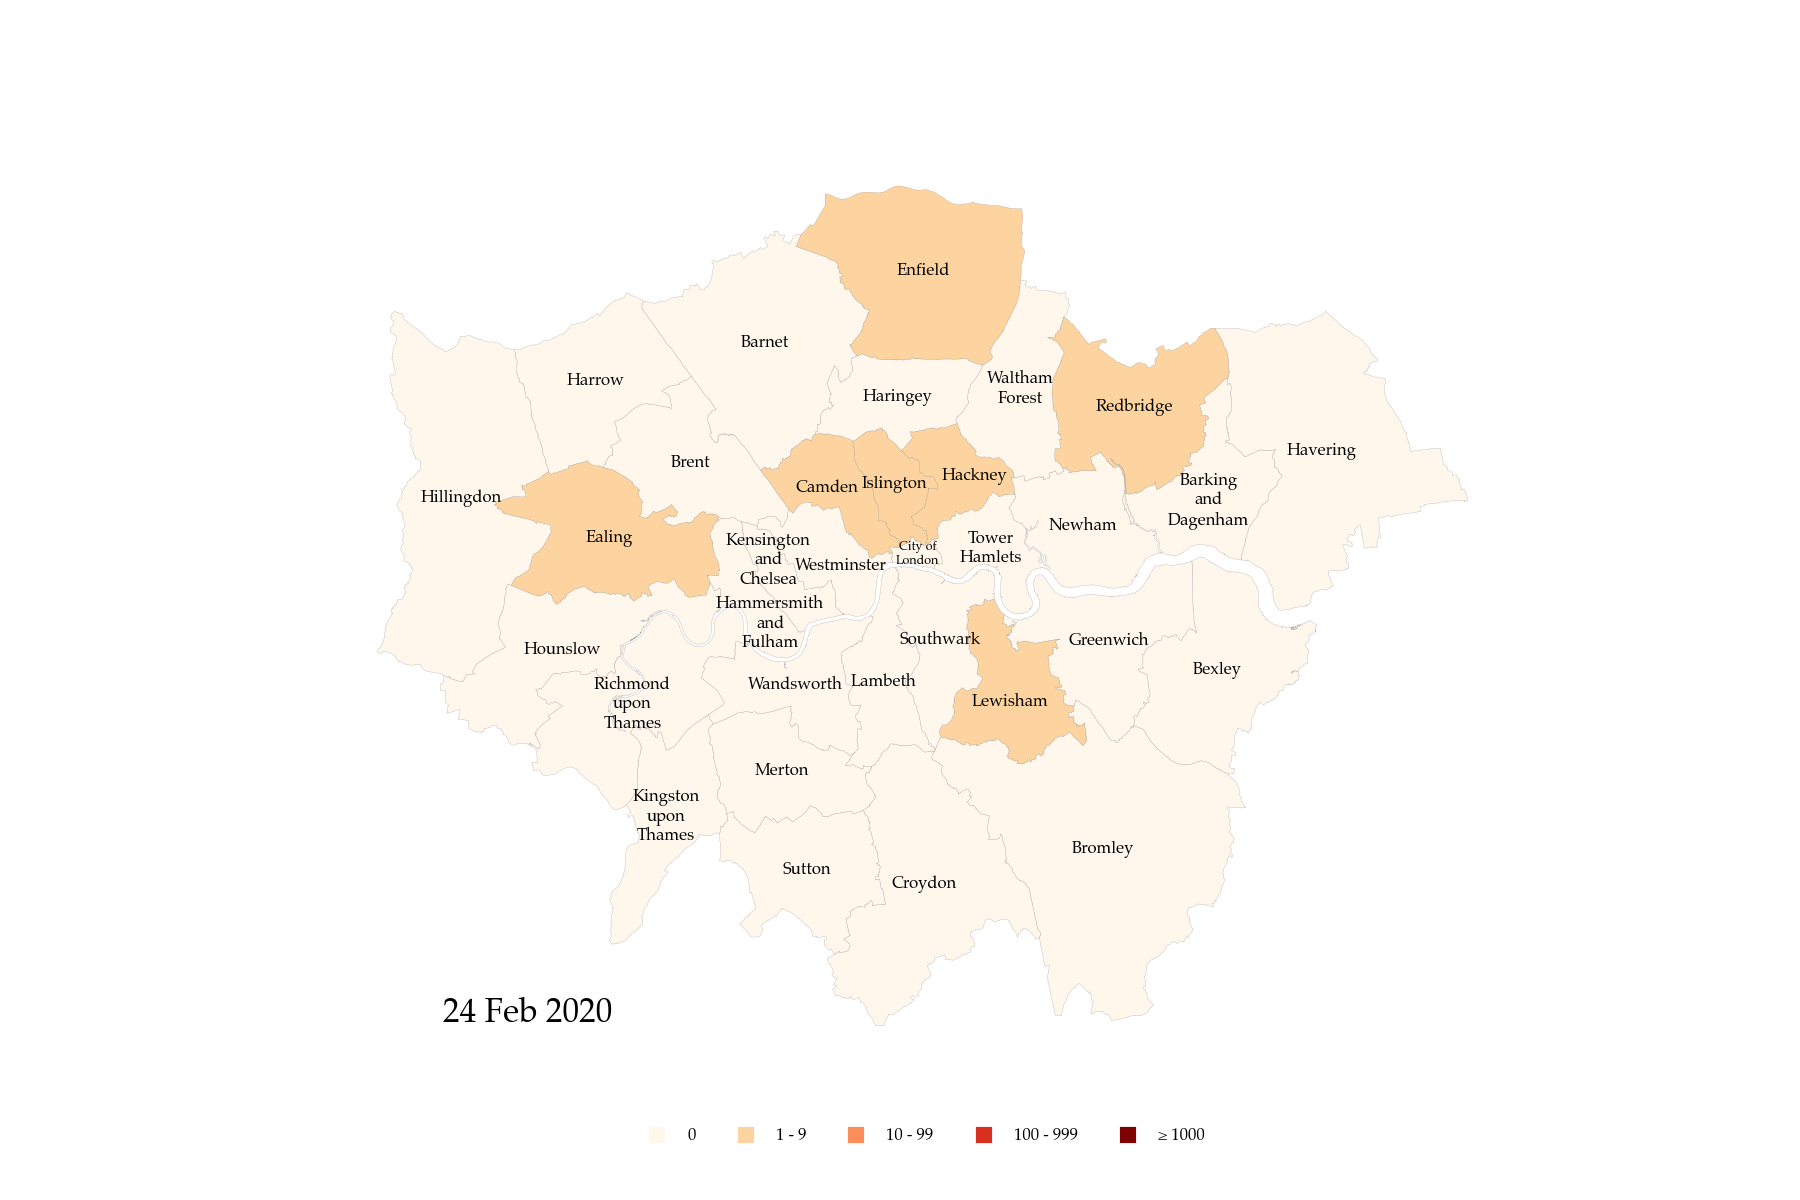 Enfield
Barnet
Harrow
Haringey
Waltham
Forest
Redbridge
Havering
Brent
Hillingdon
Camden
Islington
Hackney
Barking
and
Dagenham
Newham
Ealing
Kensington
and
Chelsea
Westminster
City of
London
Tower
Hamlets
Hammersmith
and
Fulham
Hounslow
Southwark
Greenwich
Bexley
Richmond
upon
Thames
Wandsworth
Lambeth
Lewisham
Merton
Kingston
upon
Thames
Sutton
Croydon
Bromley
24 Feb 2020
0 1 - 9 10 - 99 100 - 999 ≥ 1000